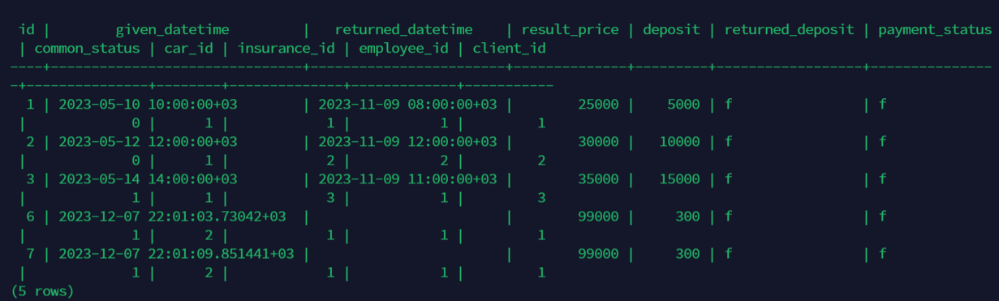 id |        given_datetime         |   returned_datetime    | result_price | deposit | returned_deposit | payment_status
 | common_status | car_id | insurance_id | employee_id | client_id
----+-------------------------------+------------------------+--------------+---------+------------------+---------------
-+---------------+--------+--------------+-------------+-----------
  1 | 2023-05-10 10:00:00+03        | 2023-11-09 08:00:00+03 |        25000 |    5000 | f                | f
 |             0 |      1 |            1 |           1 |         1
  2 | 2023-05-12 12:00:00+03        | 2023-11-09 12:00:00+03 |        30000 |   10000 | f                | f
 |             0 |      1 |            2 |           2 |         2
  3 | 2023-05-14 14:00:00+03        | 2023-11-09 11:00:00+03 |        35000 |   15000 | f                | f
 |             1 |      1 |            3 |           1 |         3
  6 | 2023-12-07 22:01:03.73042+03  |                        |        99000 |     300 | f                | f
 |             1 |      2 |            1 |           1 |         1
  7 | 2023-12-07 22:01:09.851441+03 |                        |        99000 |     300 | f                | f
 |             1 |      2 |            1 |           1 |         1
(5 rows)